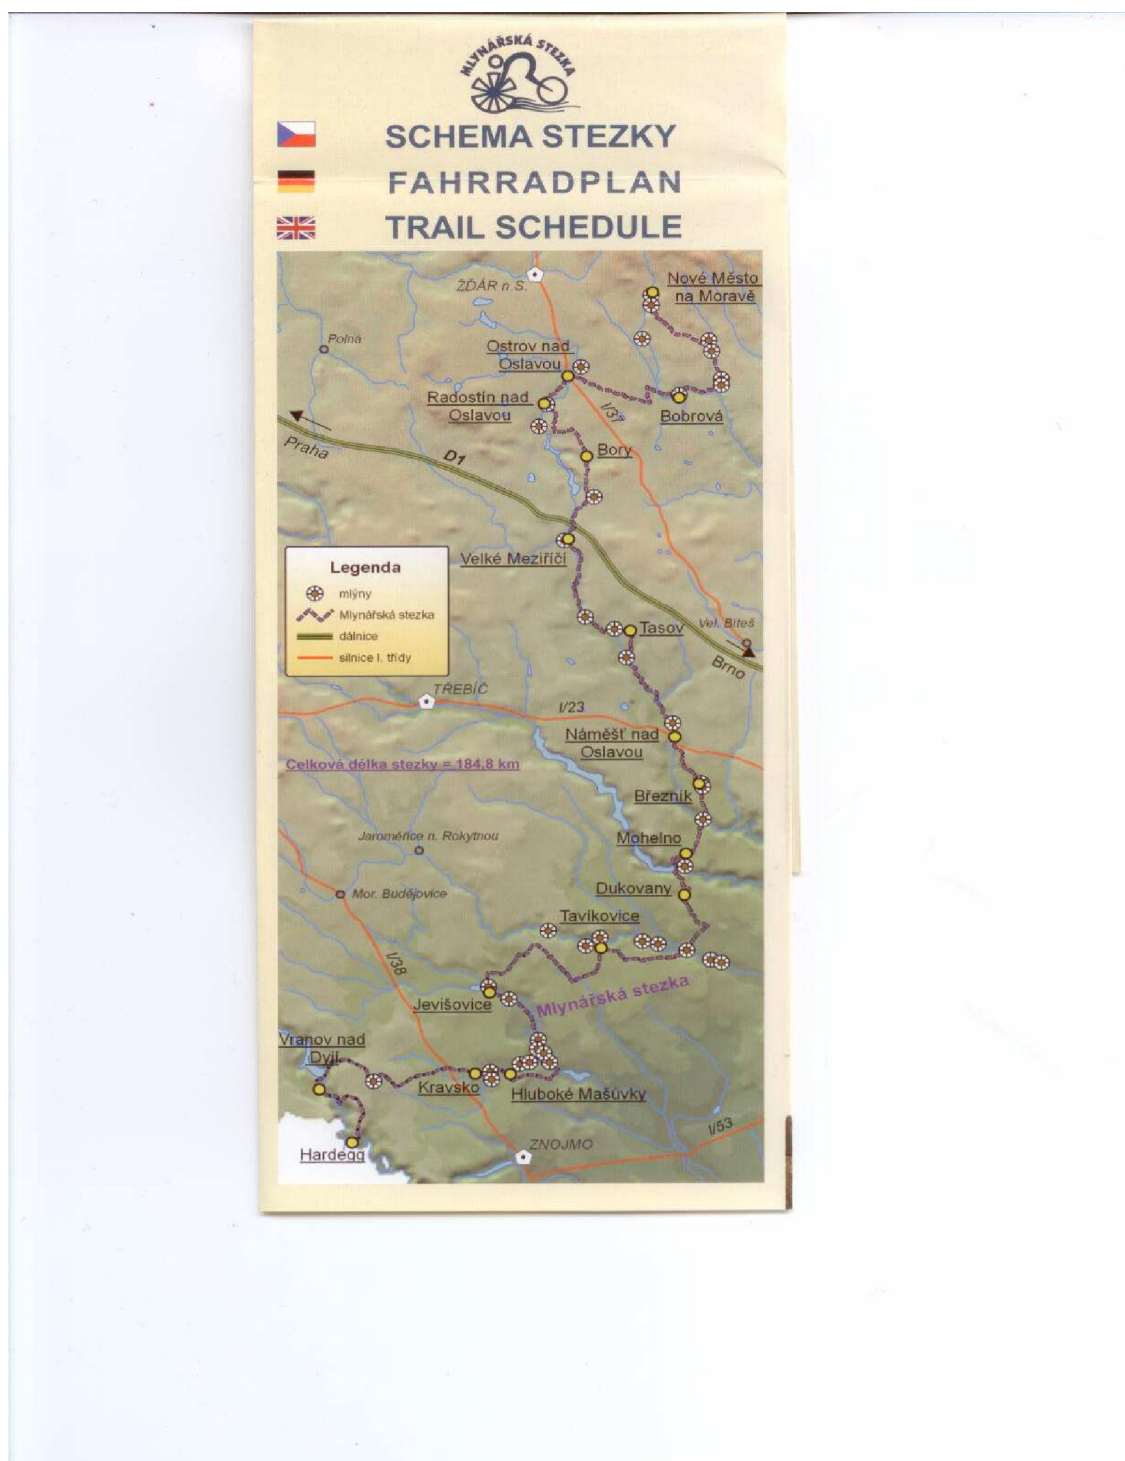 MLYNÁŘSKÁ STEZKA
SCHEMA STEZKY
FAHRRADPLAN
TRAIL SCHEDULE
Nové Město
na Moravě
ŽĎÁR n.S.
Polná
Ostrov nad
Oslavou
Radostín nad
Oslavou
I/37
Bobrová
Praha
D1
Bory
Velké Meziříčí
Legenda
mlýny
Mlynářská stezka
dálnice
silnice I. třídy
Tasov
Vel. Biteš
Brno
TŘEBÍČ
I/23
Náměšť nad
Oslavou
Celková délka stezky = 184,8 km
Březník
Jaroměřice n. Rokytnou
Mohelno
Mor. Budějovice
Dukovany
Tavíkovice
I/38
Mlynářská stezka
Jevišovice
Vranov nad
Dyjí
Kravsko
Hluboké Mašůvky
I/53
ZNOJMO
Hardegg